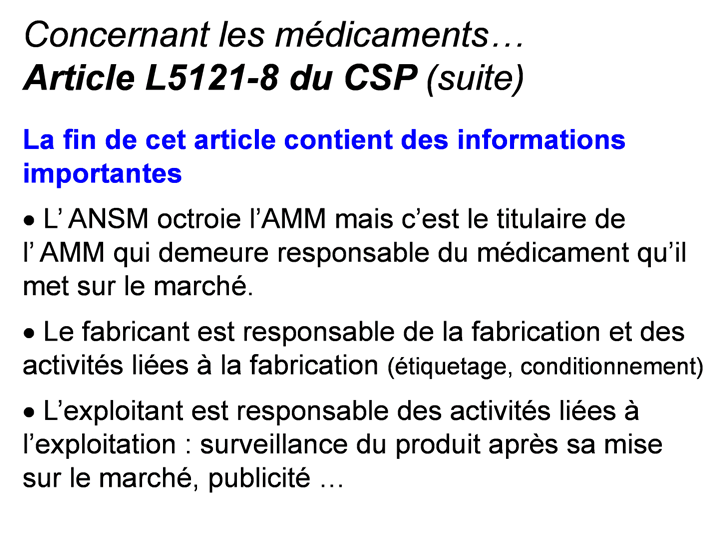 Concernant les médicaments…
Article L5121-8 du CSP (suite)
La fin de cet article contient des informations
importantes
• L’ ANSM octroie l’AMM mais c’est le titulaire de
l’ AMM qui demeure responsable du médicament qu’il
met sur le marché.
• Le fabricant est responsable de la fabrication et des
activités liées à la fabrication (étiquetage, conditionnement)
• L’exploitant est responsable des activités liées à
l’exploitation : surveillance du produit après sa mise
sur le marché, publicité …